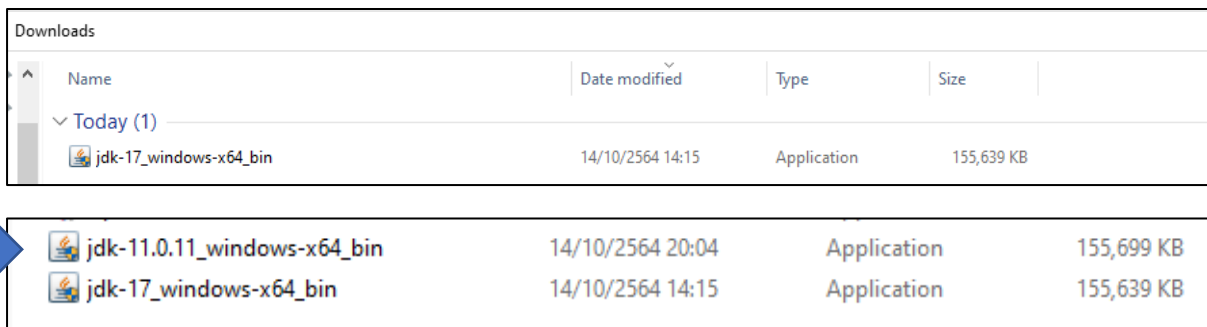 Downloads
Name Date modified Type Size
Today (1)
jdk-17_windows-x64_bin 14/10/2564 14:15 Application 155,639 KB
jdk-11.0.11_windows-x64_bin 14/10/2564 20:04 Application 155,699 KB
jdk-17_windows-x64_bin 14/10/2564 14:15 Application 155,639 KB